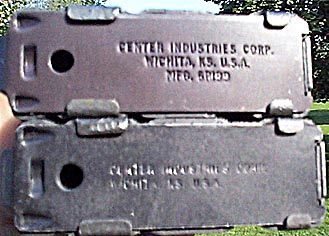 CENTER INDUSTRIES CORP.
WICHITA, KS. U.S.A.
MFG.
CENTER INDUSTRIES CORP.
WICHITA, KS. U.S.A.